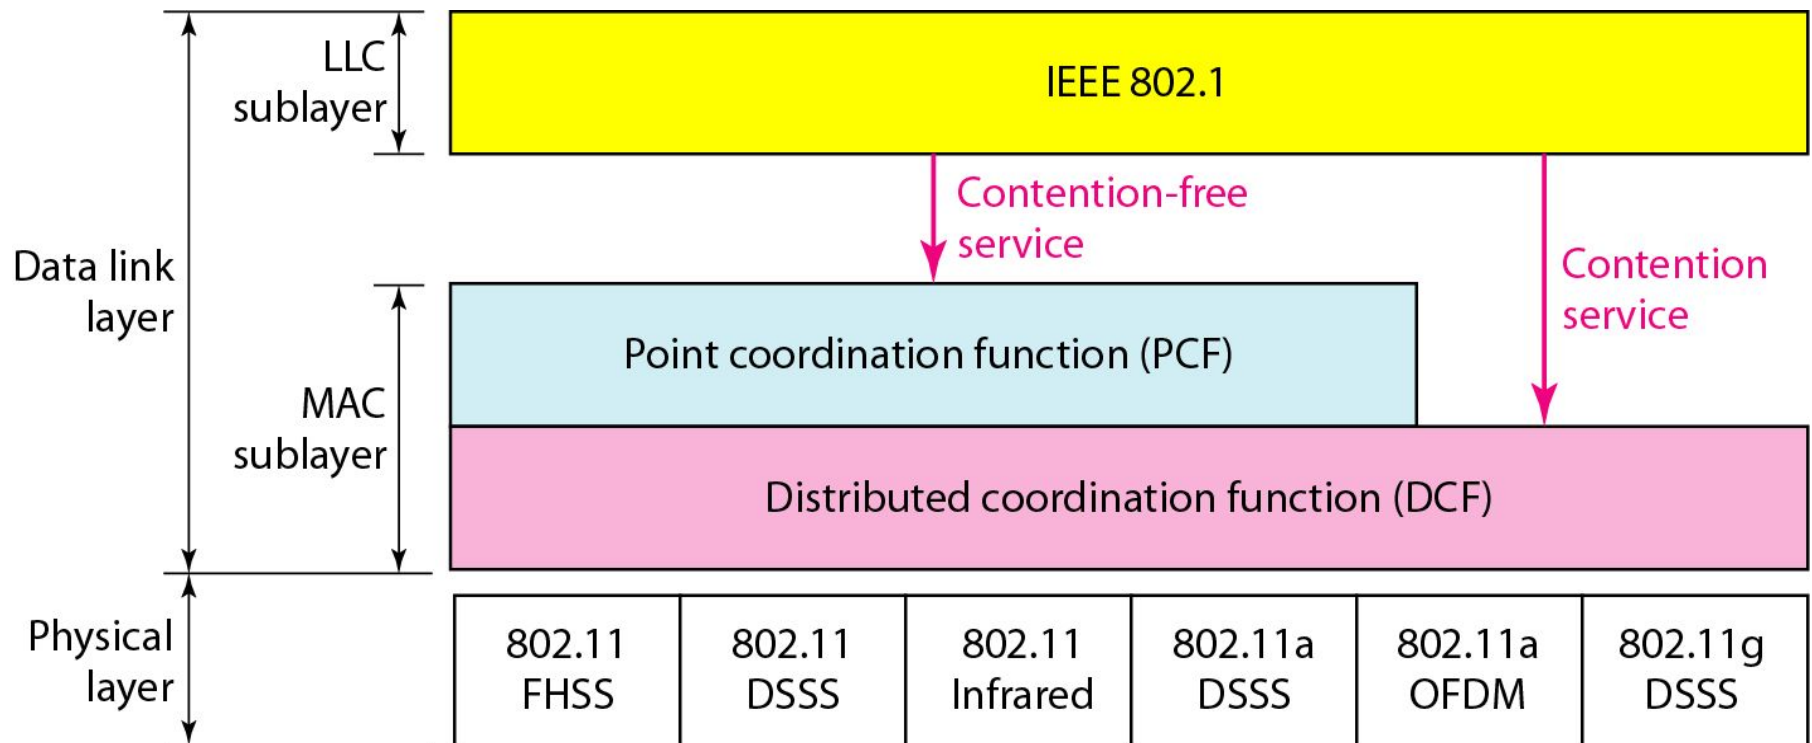 LLC
sublayer
IEEE 802.1
Contention-free
service
Contention
service
Data link
layer
Point coordination function (PCF)
MAC
sublayer
Distributed coordination function (DCF)
Physical
layer
802.11
FHSS
802.11
DSSS
802.11
Infrared
802.11a
DSSS
802.11a
OFDM
802.11g
DSSS